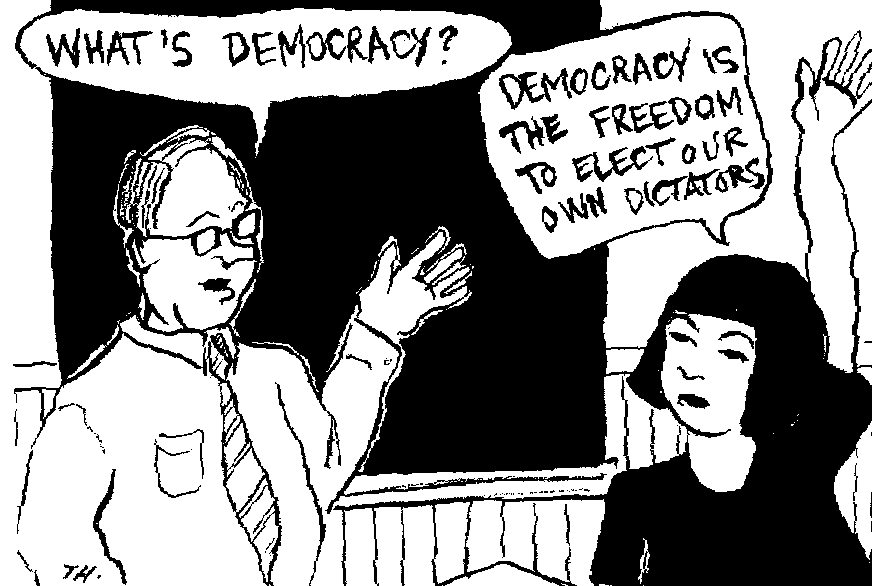 WHAT'S DEMOCRACY?
DEMOCRACY IS
THE FREEDOM
TO ELECT OUR
OWN DICTATORS
TH.